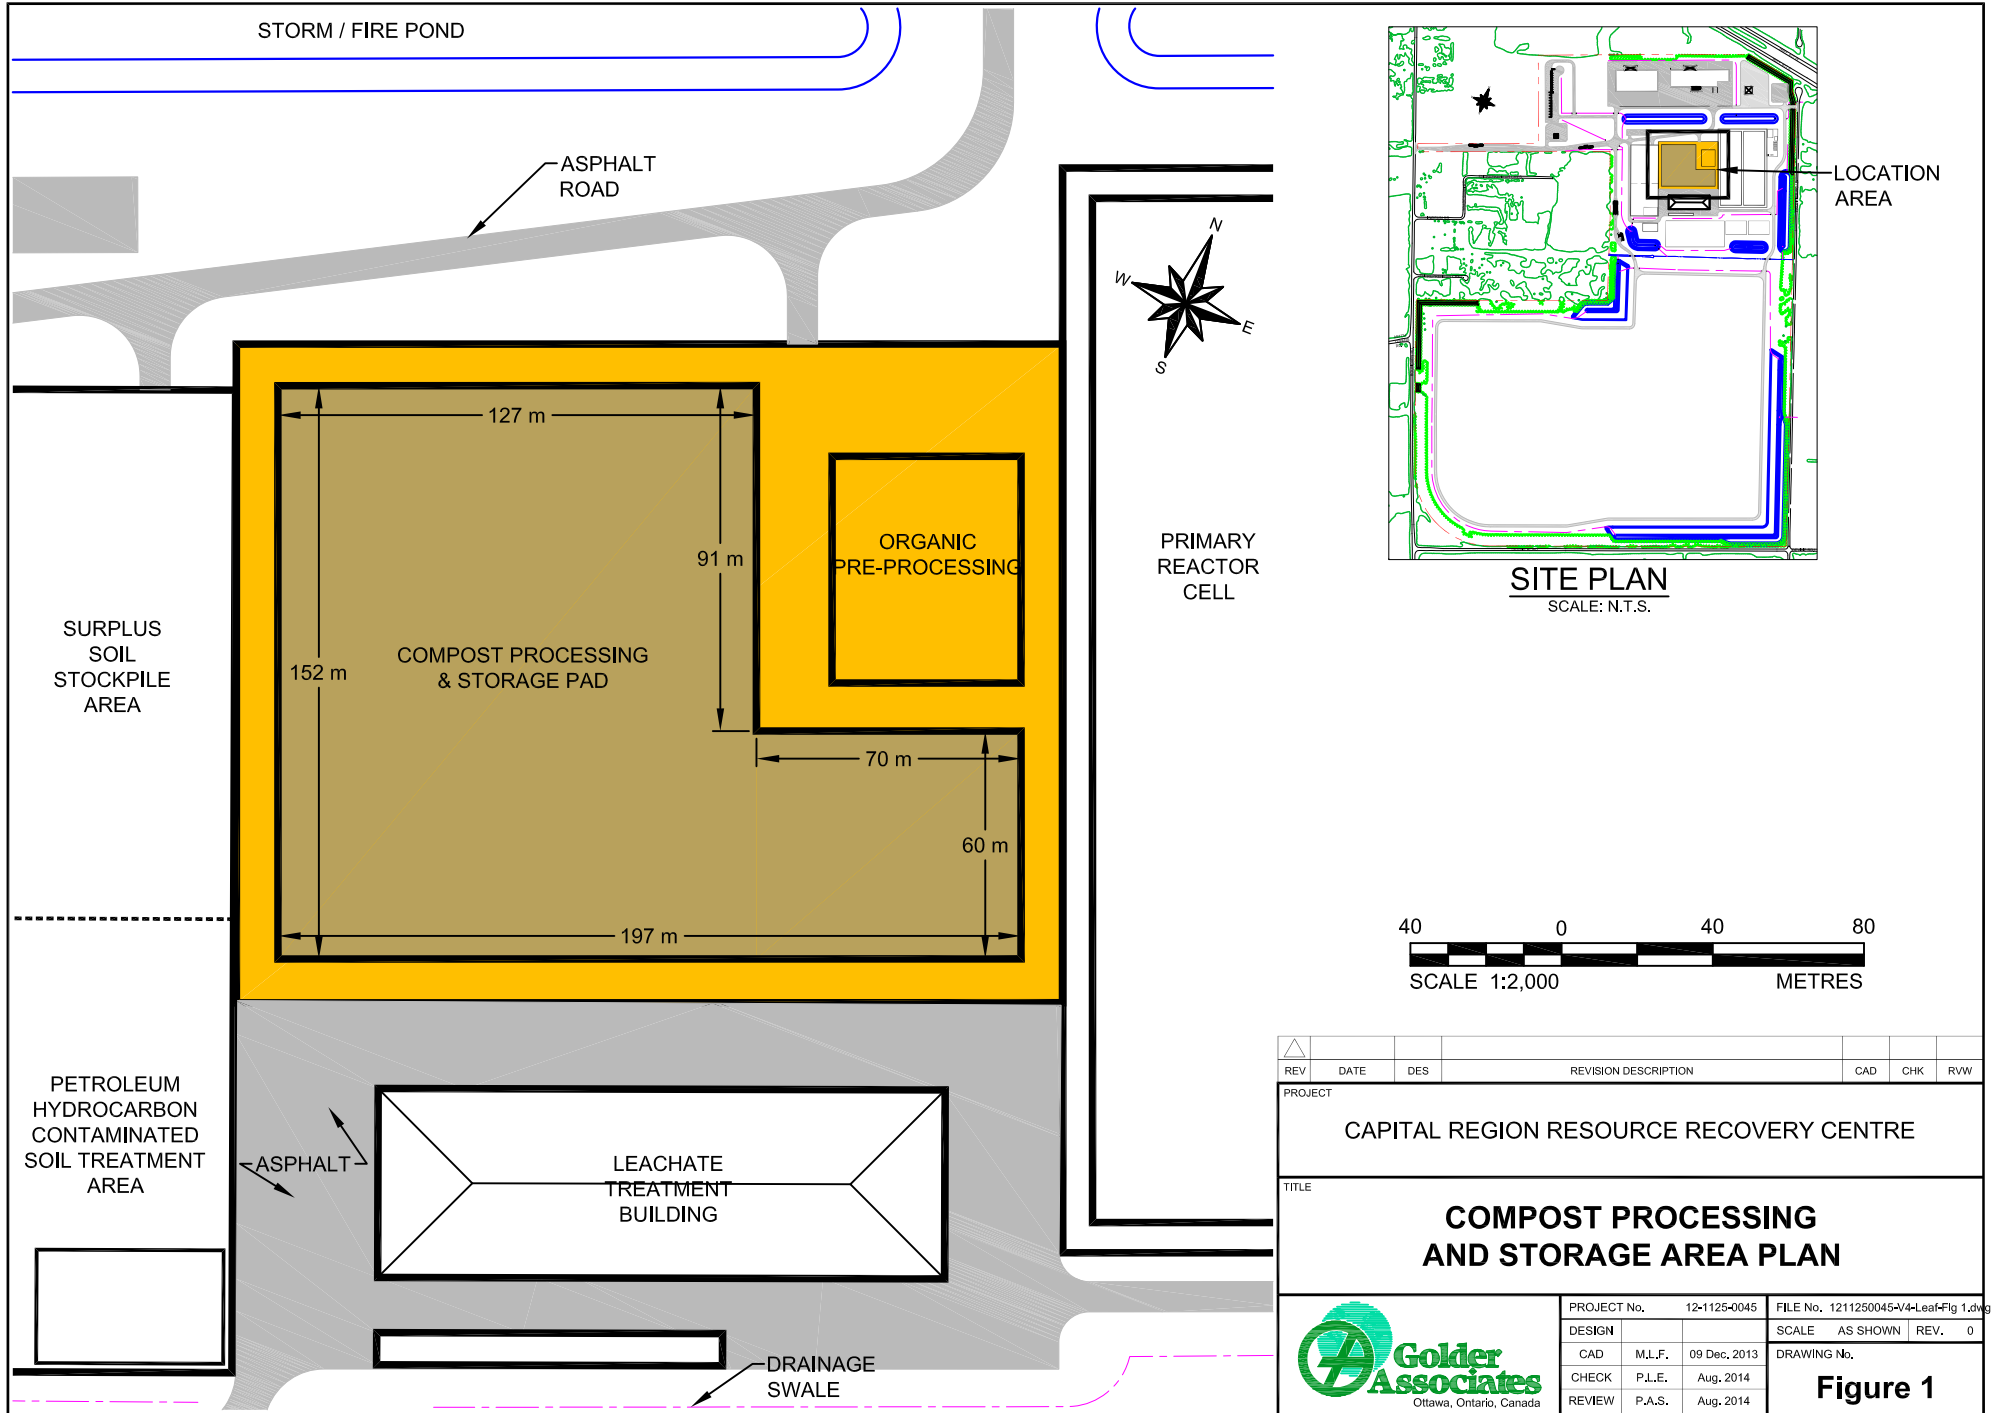 STORM / FIRE POND
ASPHALT
ROAD
N
W
E
S
LOCATION
AREA
SITE PLAN
SCALE: N.T.S.
127 m
91 m
152 m
70 m
60 m
197 m
COMPOST PROCESSING
& STORAGE PAD
ORGANIC
PRE-PROCESSING
PRIMARY
REACTOR
CELL
SURPLUS
SOIL
STOCKPILE
AREA
PETROLEUM
HYDROCARBON
CONTAMINATED
SOIL TREATMENT
AREA
ASPHALT
LEACHATE
TREATMENT
BUILDING
DRAINAGE
SWALE
40 0 40 80
SCALE 1:2,000 METRES
REV DATE DES REVISION DESCRIPTION CAD CHK RVW
PROJECT
CAPITAL REGION RESOURCE RECOVERY CENTRE
TITLE
COMPOST PROCESSING
AND STORAGE AREA PLAN
Golder
Associates
Ottawa, Ontario, Canada
PROJECT No. 12-1125-0045
DESIGN
CAD M.L.F. 09 Dec. 2013
CHECK P.L.E. Aug. 2014
REVIEW P.A.S. Aug. 2014
FILE No. 1211250045-V4-Leaf-Fig 1.dwg
SCALE AS SHOWN REV. 0
DRAWING No.
Figure 1